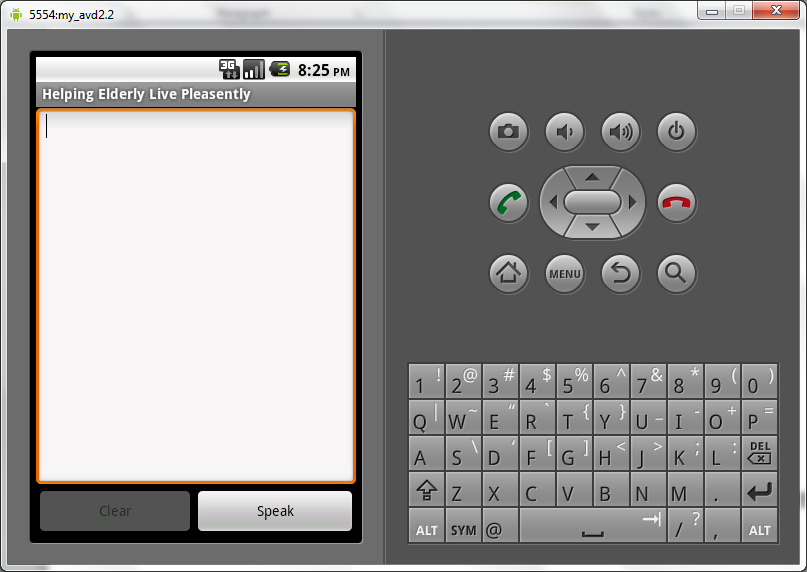 5554:my_avd2.2
3G 8:25 PM
Helping Elderly Live Pleasently
Clear
Speak
MENU
1 ! 2 @ 3 # 4 $ 5 % 6 ^ 7 & 8 * 9 ( 0 )
Q | W ~ E “ R ` T { Y } U _ I - O + P =
A S \ D ‘ F [ G ] H < J > K ; L : DEL
Z X C V B N M .
ALT SYM @ / ? , ALT